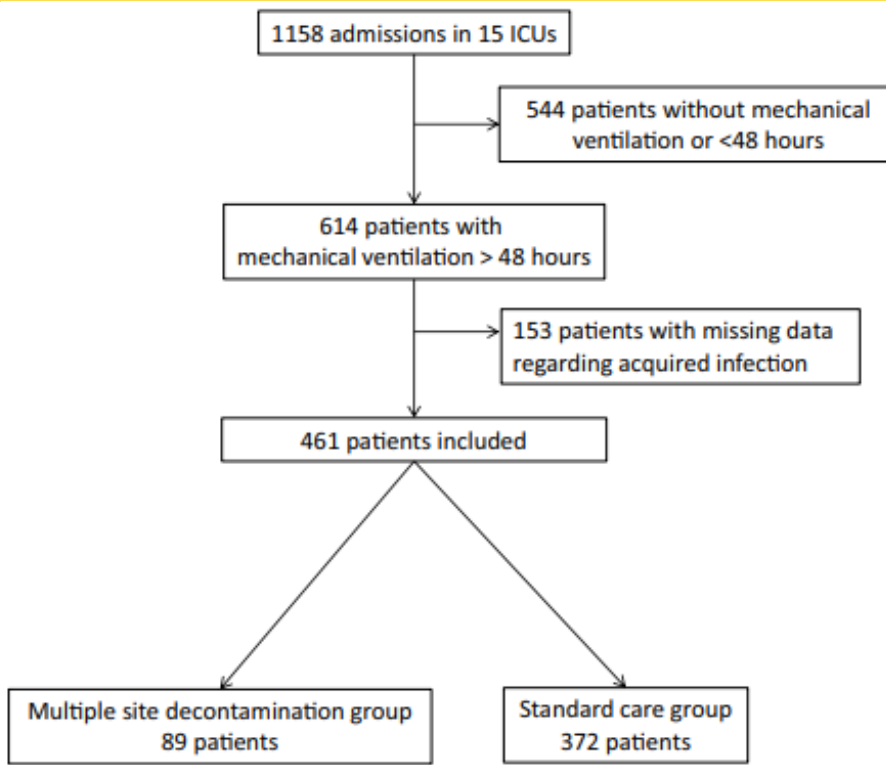 1158 admissions in 15 ICUs
544 patients without mechanical
ventilation or <48 hours
614 patients with
mechanical ventilation > 48 hours
153 patients with missing data
regarding acquired infection
461 patients included
Multiple site decontamination group
89 patients
Standard care group
372 patients